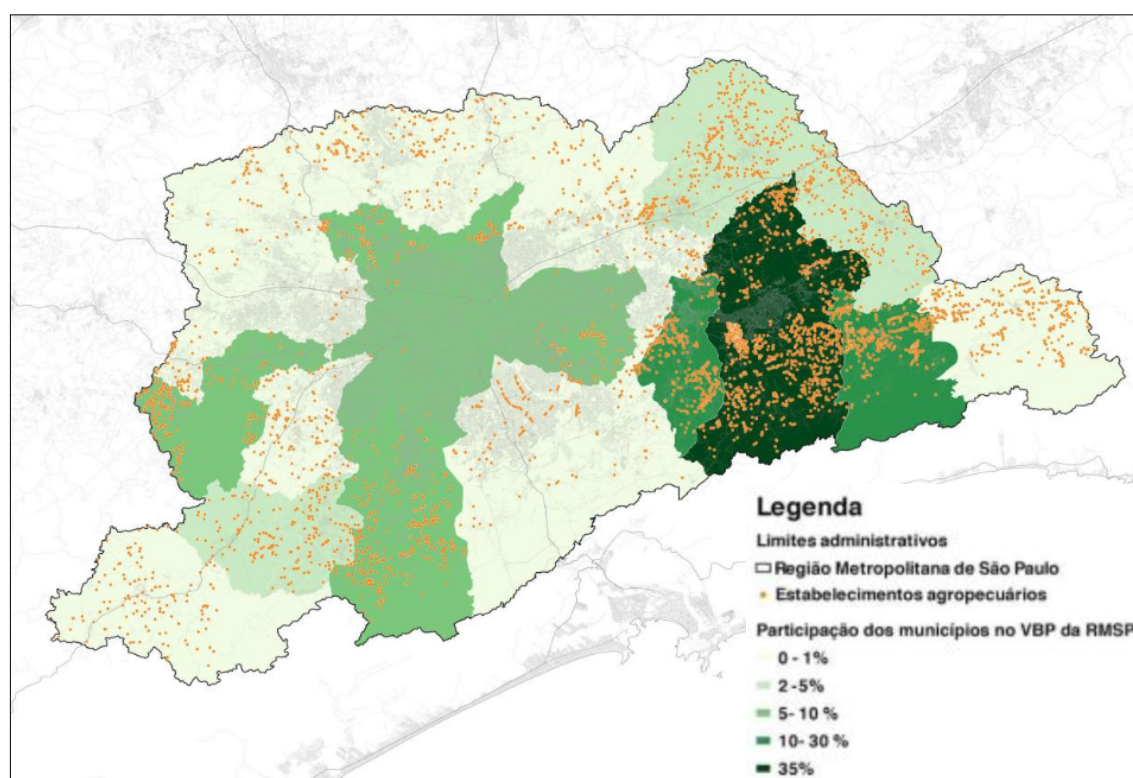 Legenda
Limites administrativos
Região Metropolitana de São Paulo
Estabelecimentos agropecuários
Participação dos municípios no VBP da RMSP
0 - 1%
2 -5%
5- 10 %
10- 30 %
35%